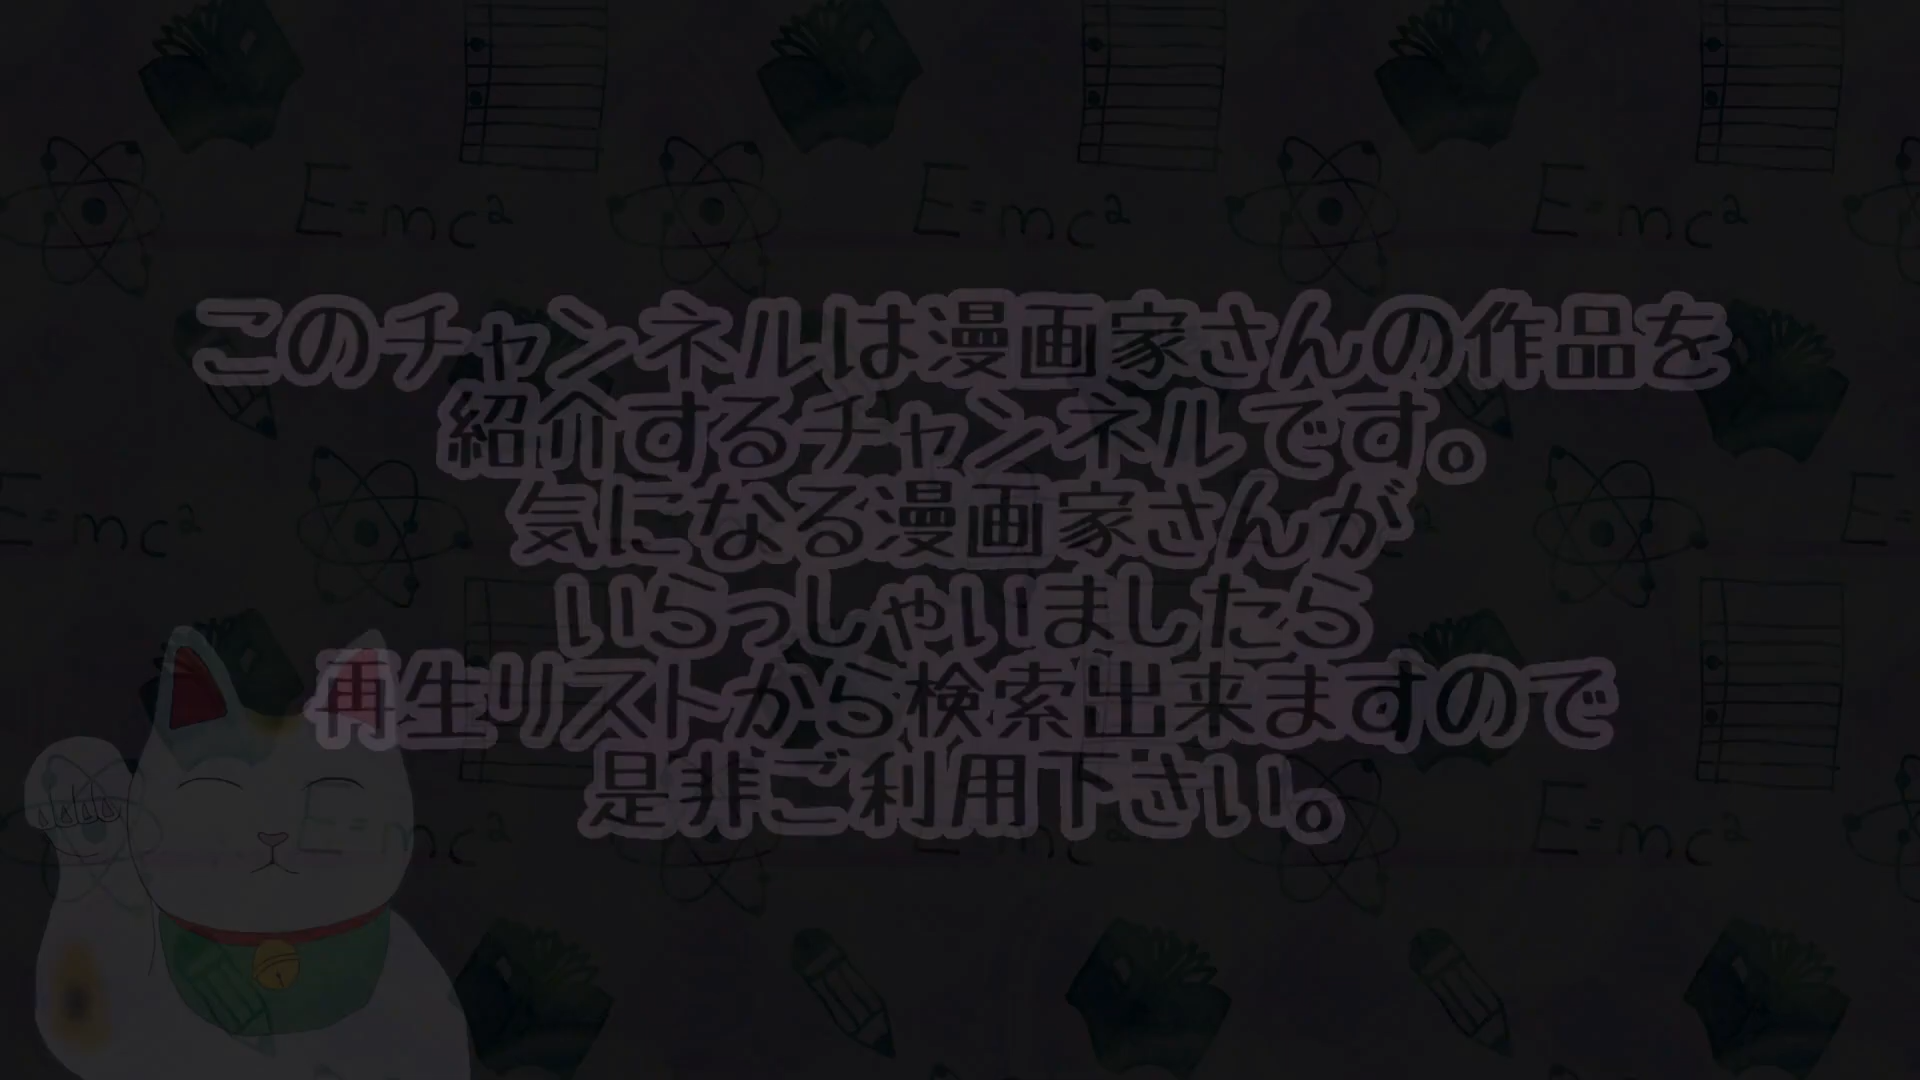 E=mc²
E=mc²
E=mc²
このチャンネルは漫画家さんの作品を
紹介するチャンネルです。
気になる漫画家さんが
いらっしゃいましたら
再生リストから検索出来ますので
是非ご利用下さい。
E=mc²
E=
E=mc²
E=mc²
E=mc²